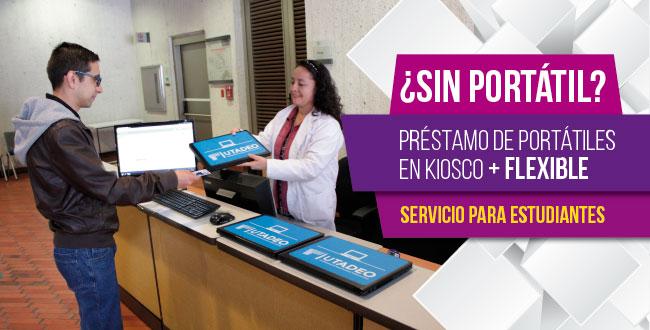 ¿SIN PORTÁTIL?
PRÉSTAMO DE PORTÁTILES
EN KIOSCO + FLEXIBLE
SERVICIO PARA ESTUDIANTES
UTADEO
UTADEO
UTADEO